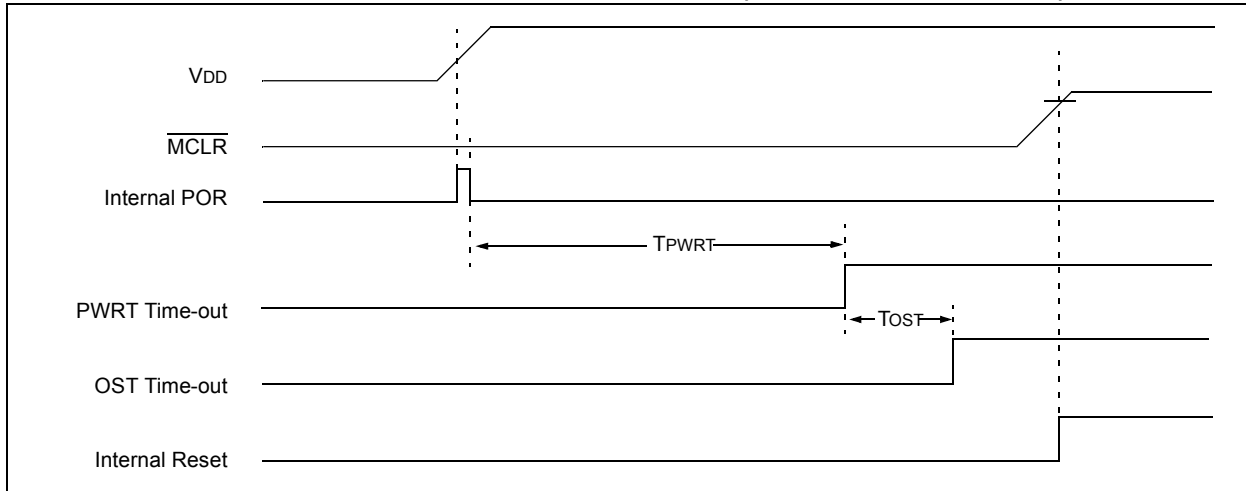 VDD
MCLR
Internal POR
TPWRT
PWRT Time-out
TOST
OST Time-out
Internal Reset